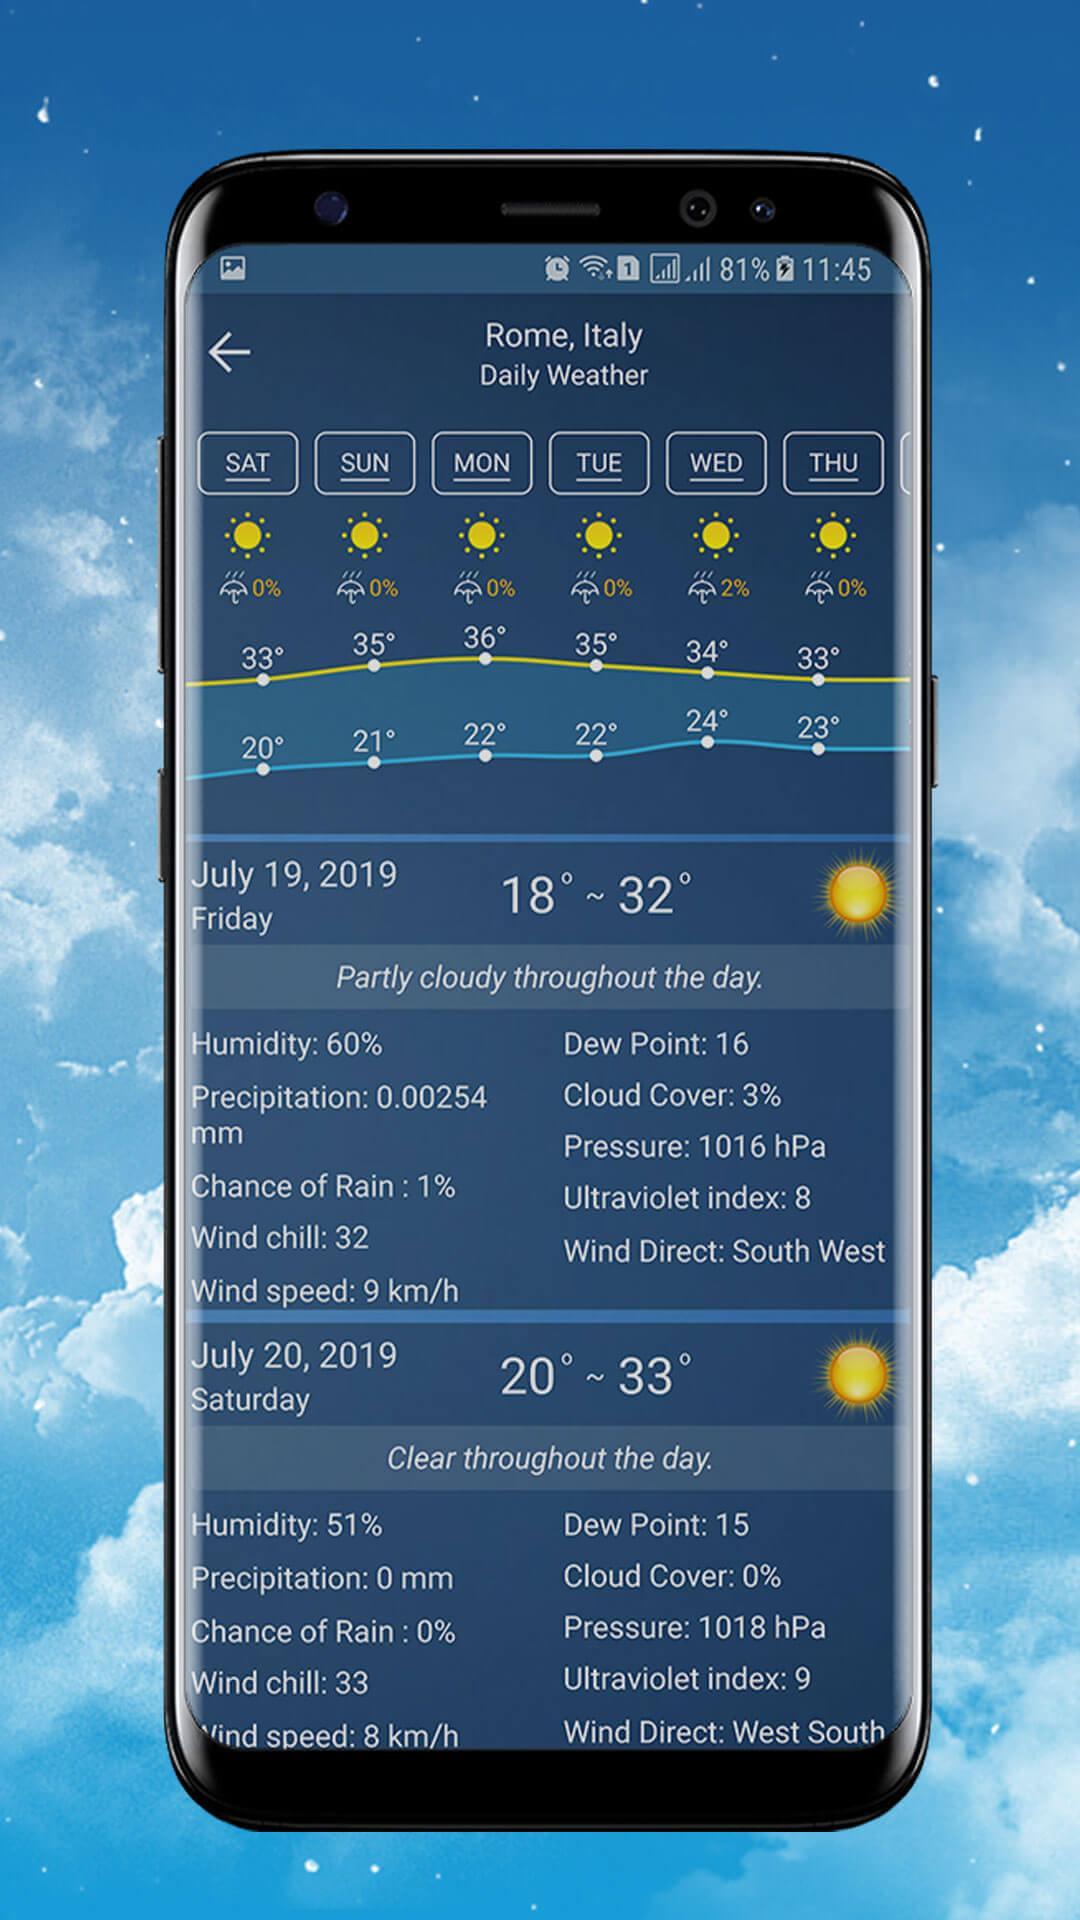 1 81% 11:45
Rome, Italy
Daily Weather
SAT SUN MON TUE WED THU
0% 0% 0% 0% 2% 0%
33° 35° 36° 35° 34° 33°
20° 21° 22° 22° 24° 23°
July 19, 2019
Friday
18° ~ 32°
Partly cloudy throughout the day.
Humidity: 60%
Precipitation: 0.00254
mm
Chance of Rain : 1%
Wind chill: 32
Wind speed: 9 km/h
Dew Point: 16
Cloud Cover: 3%
Pressure: 1016 hPa
Ultraviolet index: 8
Wind Direct: South West
July 20, 2019
Saturday
20° ~ 33°
Clear throughout the day.
Humidity: 51%
Precipitation: 0 mm
Chance of Rain : 0%
Wind chill: 33
Wind speed: 8 km/h
Dew Point: 15
Cloud Cover: 0%
Pressure: 1018 hPa
Ultraviolet index: 9
Wind Direct: West South